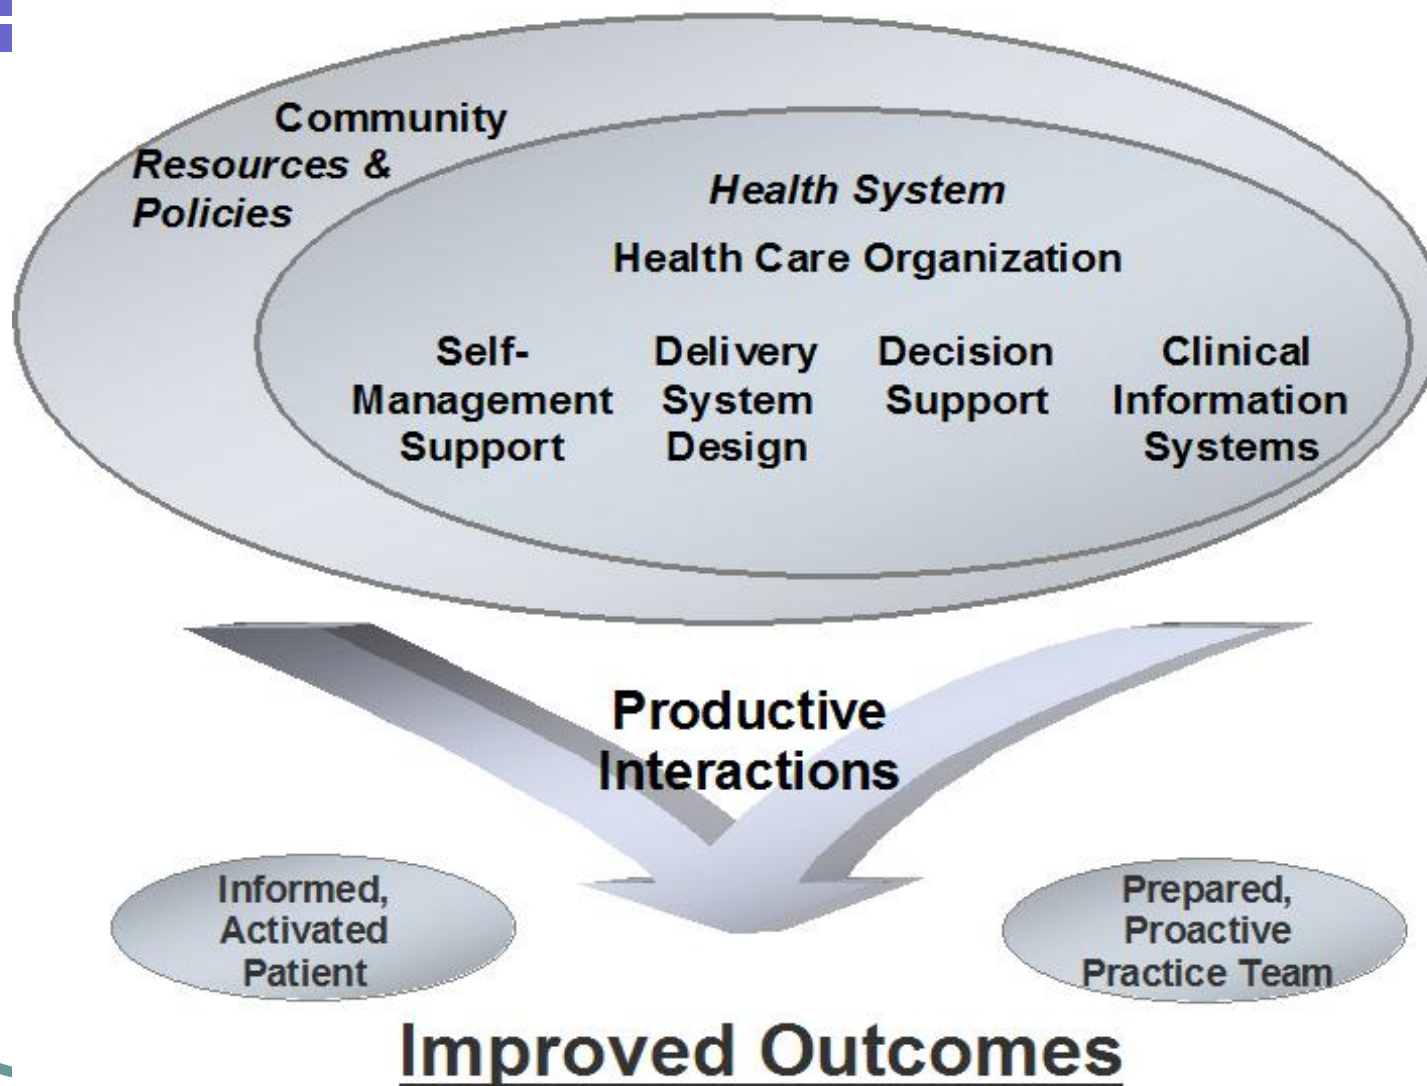 Community
Resources &
Policies
Health System
Health Care Organization
Self-
Management
Support
Delivery
System
Design
Decision
Support
Clinical
Information
Systems
Productive
Interactions
Informed,
Activated
Patient
Prepared,
Proactive
Practice Team
Improved Outcomes